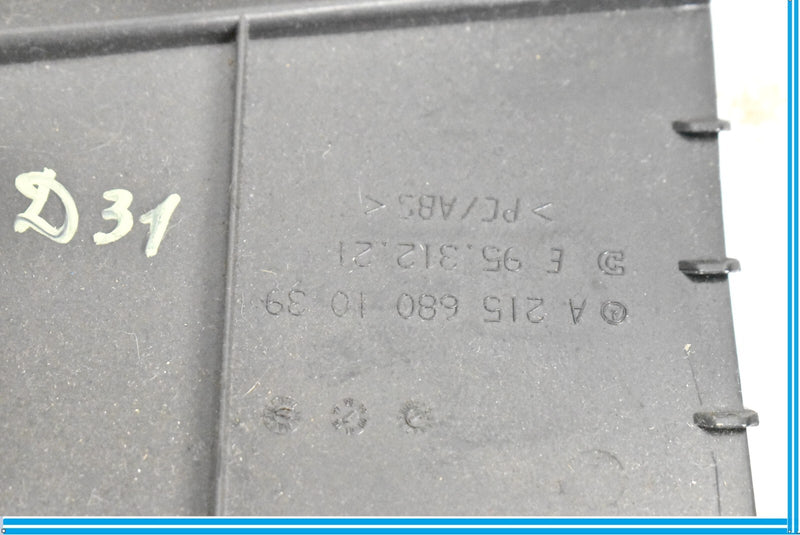 D31
A 215 680 10 39
E 95.312.21
>PC/ABS<